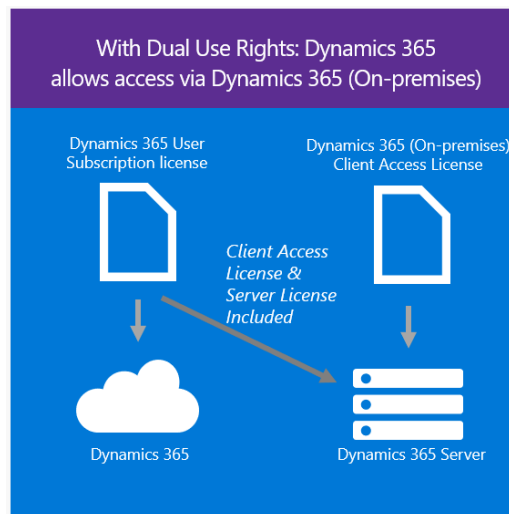 With Dual Use Rights: Dynamics 365
allows access via Dynamics 365 (On-premises)
Dynamics 365 User
Subscription license
Dynamics 365 (On-premises)
Client Access License
Client Access
License &
Server License
Included
Dynamics 365
Dynamics 365 Server